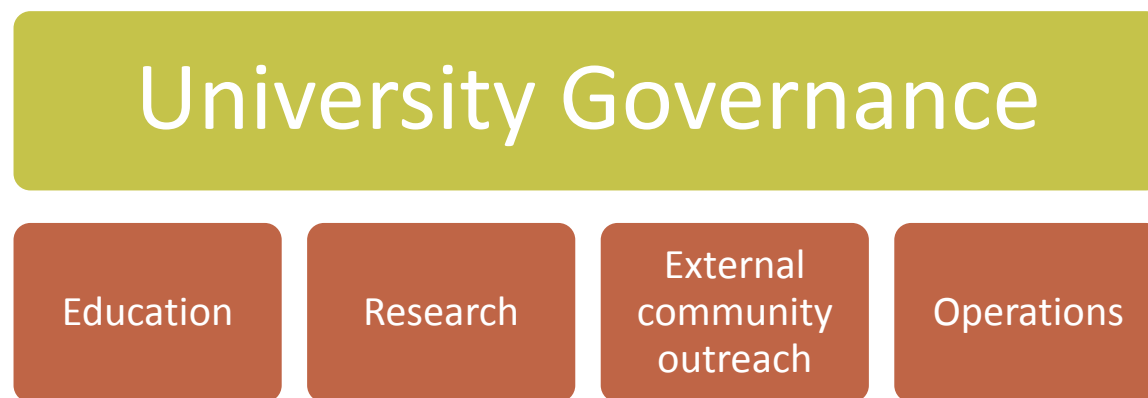 University Governance
Education
Research
External
community
outreach
Operations